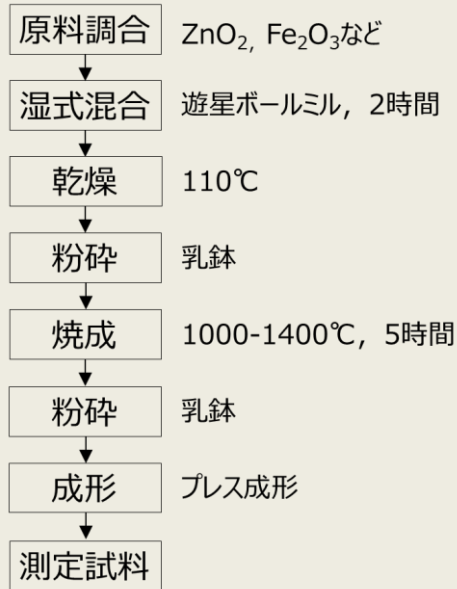 原料調合 ZnO₂, Fe₂O₃など
湿式混合 遊星ボールミル, 2時間
乾燥 110℃
粉砕 乳鉢
焼成 1000-1400℃, 5時間
粉砕 乳鉢
成形 プレス成形
測定試料